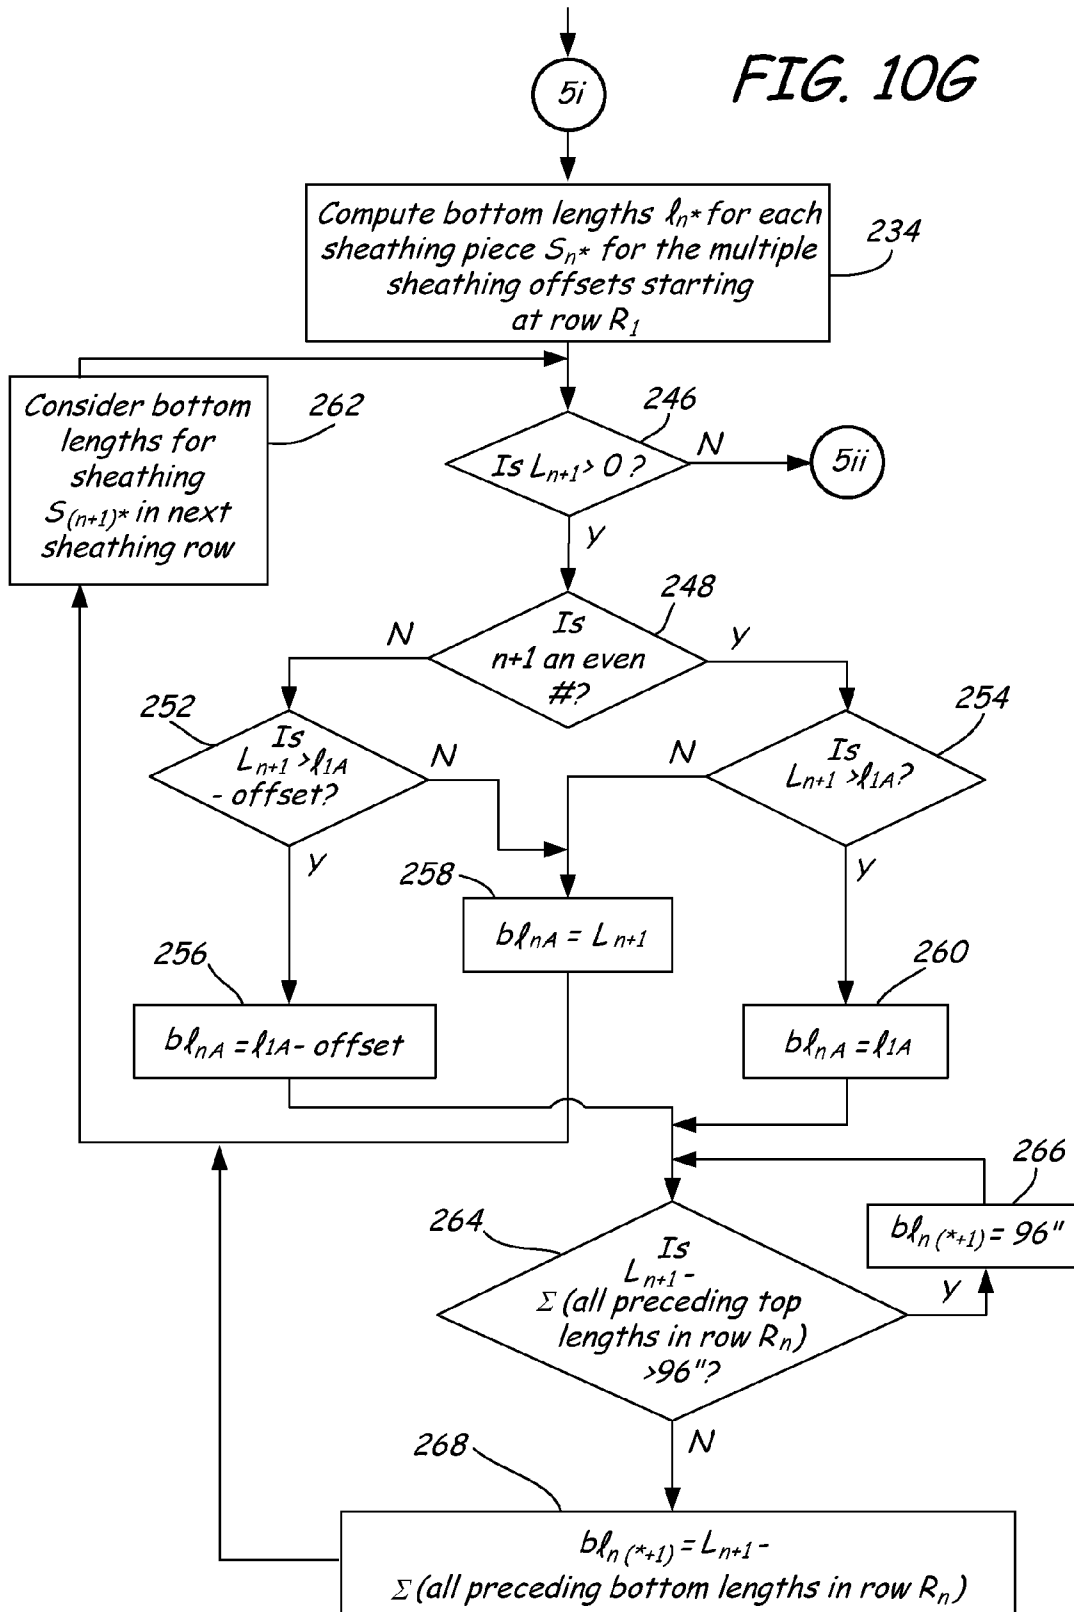 5i
FIG. 10G
Compute bottom lengths ℓn* for each
sheathing piece Sn* for the multiple
sheathing offsets starting
at row R1
234
Consider bottom
lengths for
sheathing
S(n+1)* in next
sheathing row
262
246
Is Ln+1 > 0 ?
N
5ii
Y
248
Is
n+1 an even
#?
N
Y
252
Is
Ln+1 > ℓ1A
- offset?
N
Y
254
Is
Ln+1 > ℓ1A?
N
Y
258
bℓnA = Ln+1
256
bℓnA = ℓ1A - offset
260
bℓnA = ℓ1A
266
bℓn(*+1) = 96"
264
Is
Ln+1 -
Σ (all preceding top
lengths in row Rn)
>96"?
Y
N
268
bℓn(*+1) = Ln+1 -
Σ (all preceding bottom lengths in row Rn)